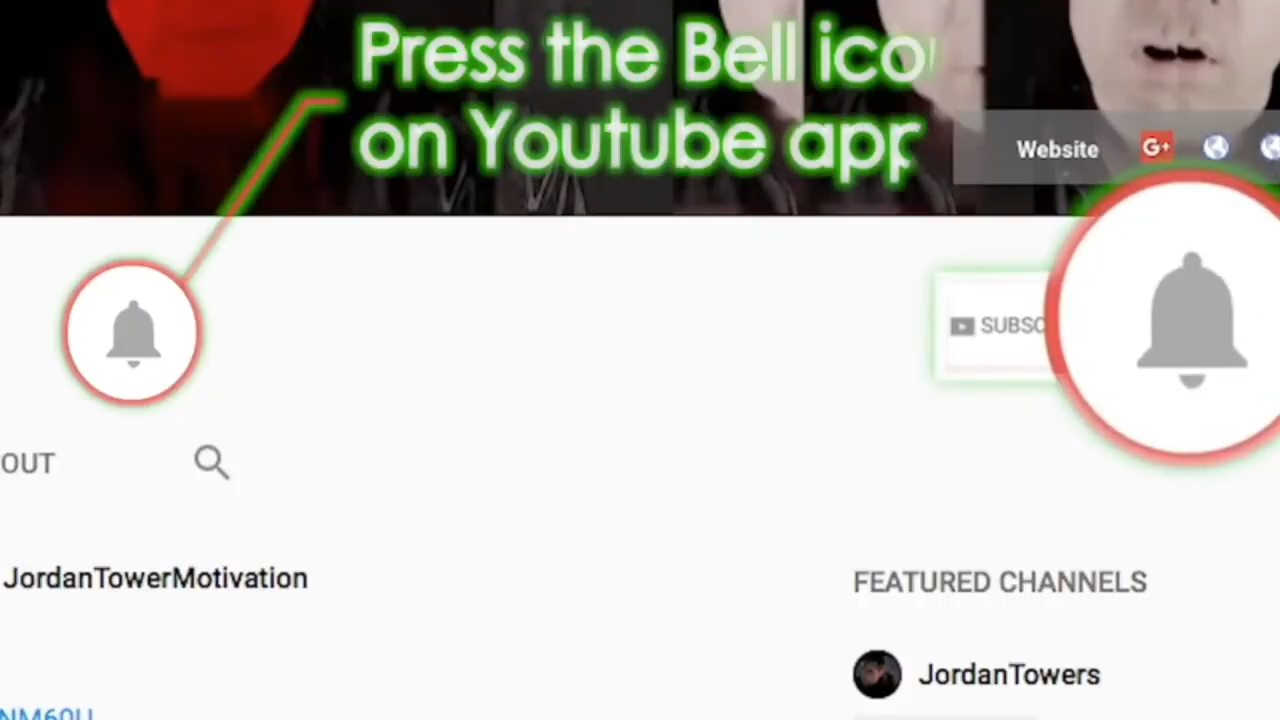 Press the Bell ico
on Youtube app
Website
G+
SUBSC
OUT
JordanTowerMotivation
FEATURED CHANNELS
JordanTowers